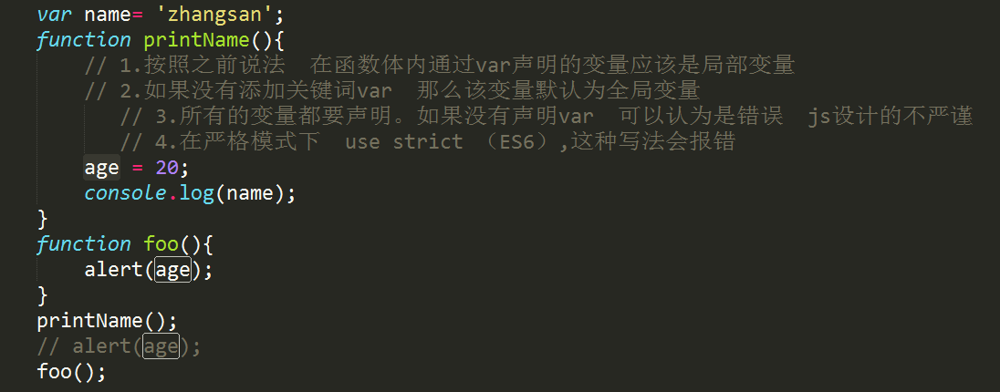 var name= 'zhangsan';
function printName(){
    // 1.按照之前说法  在函数体内通过var声明的变量应该是局部变量
    // 2.如果没有添加关键词var  那么该变量默认为全局变量
       // 3.所有的变量都要声明。如果没有声明var  可以认为是错误  js设计的不严谨
       // 4.在严格模式下  use strict （ES6）,这种写法会报错
    age = 20;
    console.log(name);
}
function foo(){
    alert(age);
}
printName();
// alert(age);
foo();